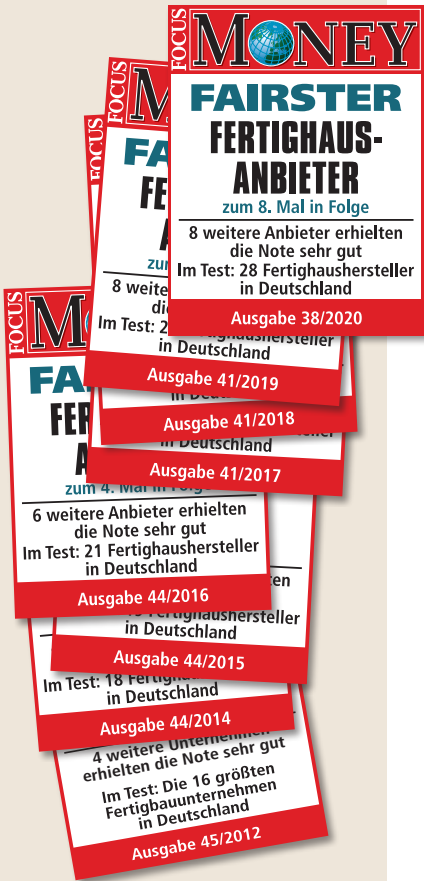 FOCUS
MONEY
FAIRSTER
FERTIGHAUS-
ANBIETER
zum 8. Mal in Folge
8 weitere Anbieter erhielten
die Note sehr gut
Im Test: 28 Fertighaushersteller
in Deutschland
Ausgabe 38/2020
FOCUS
8 weite
in Deutschland
Ausgabe 41/2019
FOCUS
Ausgabe 41/2018
in Deutschland
Ausgabe 41/2017
FOCUS
zum 4. Mal in Folge
6 weitere Anbieter erhielten
die Note sehr gut
Im Test: 21 Fertighaushersteller
in Deutschland
Ausgabe 44/2016
Fertighaushersteller
in Deutschland
Ausgabe 44/2015
Im Test: 18
in Deutschland
Ausgabe 44/2014
4 weitere Unternehmen
erhielten die Note sehr gut
Im Test: Die 16 größten
Fertigbauunternehmen
in Deutschland
Ausgabe 45/2012